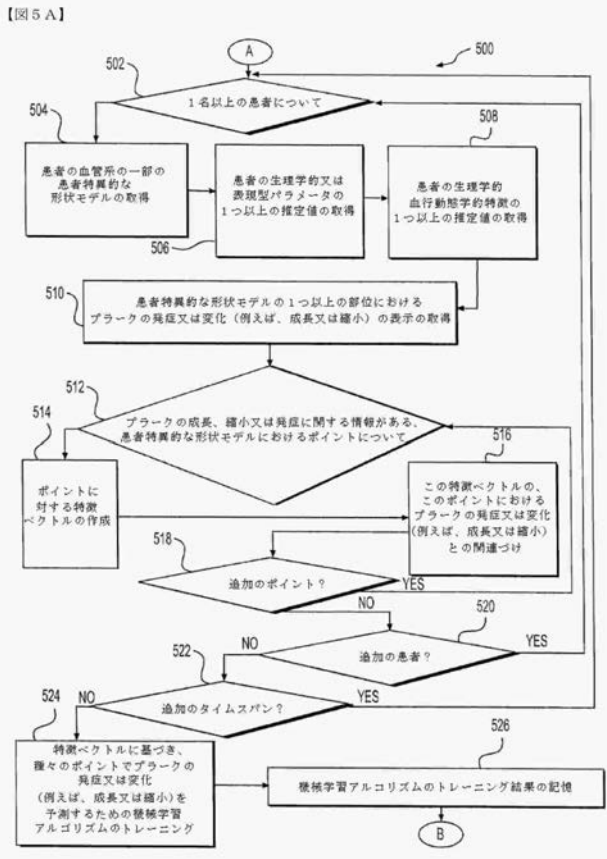 【図５Ａ】
A
500
502
１名以上の患者について
504
患者の血管系の一部の
患者特異的な
形状モデルの取得
506
患者の生理学的又は
表現型パラメータの
１つ以上の推定値の取得
508
患者の生理学的
血行動態学的特徴の
１つ以上の推定値の取得
510
患者特異的な形状モデルの１つ以上の部位における
プラークの発症又は変化（例えば、成長又は縮小）の表示の取得
512
プラークの成長、縮小又は発症に関する情報がある、
患者特異的な形状モデルにおけるポイントについて
514
ポイントに
対する特徴
ベクトルの作成
516
この特徴ベクトルの、
このポイントにおける
プラークの発症又は変化
(例えば、成長又は縮小)
との関連づけ
518
追加のポイント？
YES
NO
520
追加の患者？
NO
YES
522
追加のタイムスパン？
NO
YES
524
特徴ベクトルに基づき、
種々のポイントでプラークの
発症又は変化
(例えば、成長又は縮小)を
予測するための機械学習
アルゴリズムのトレーニング
526
機械学習アルゴリズムのトレーニング結果の記憶
B